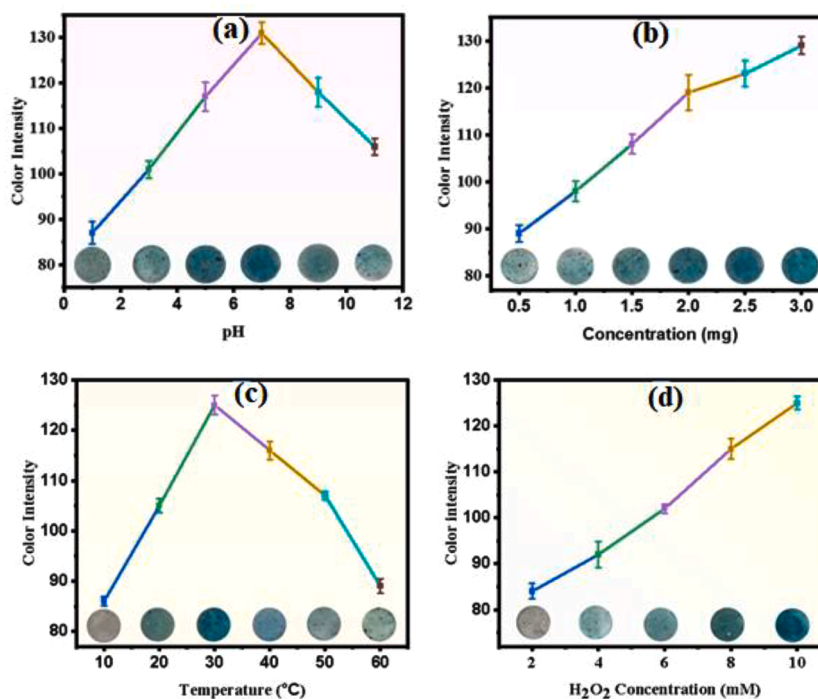 (a)
130
120
110
100
90
80
0 2 4 6 8 10 12
Color Intensity
pH
(b)
130
120
110
100
90
80
0.5 1.0 1.5 2.0 2.5 3.0
Color Intensity
Concentration (mg)
(c)
130
120
110
100
90
80
10 20 30 40 50 60
Color Intensity
Temperature (°C)
(d)
130
120
110
100
90
80
2 4 6 8 10
Color intensity
H2O2 Concentration (mM)